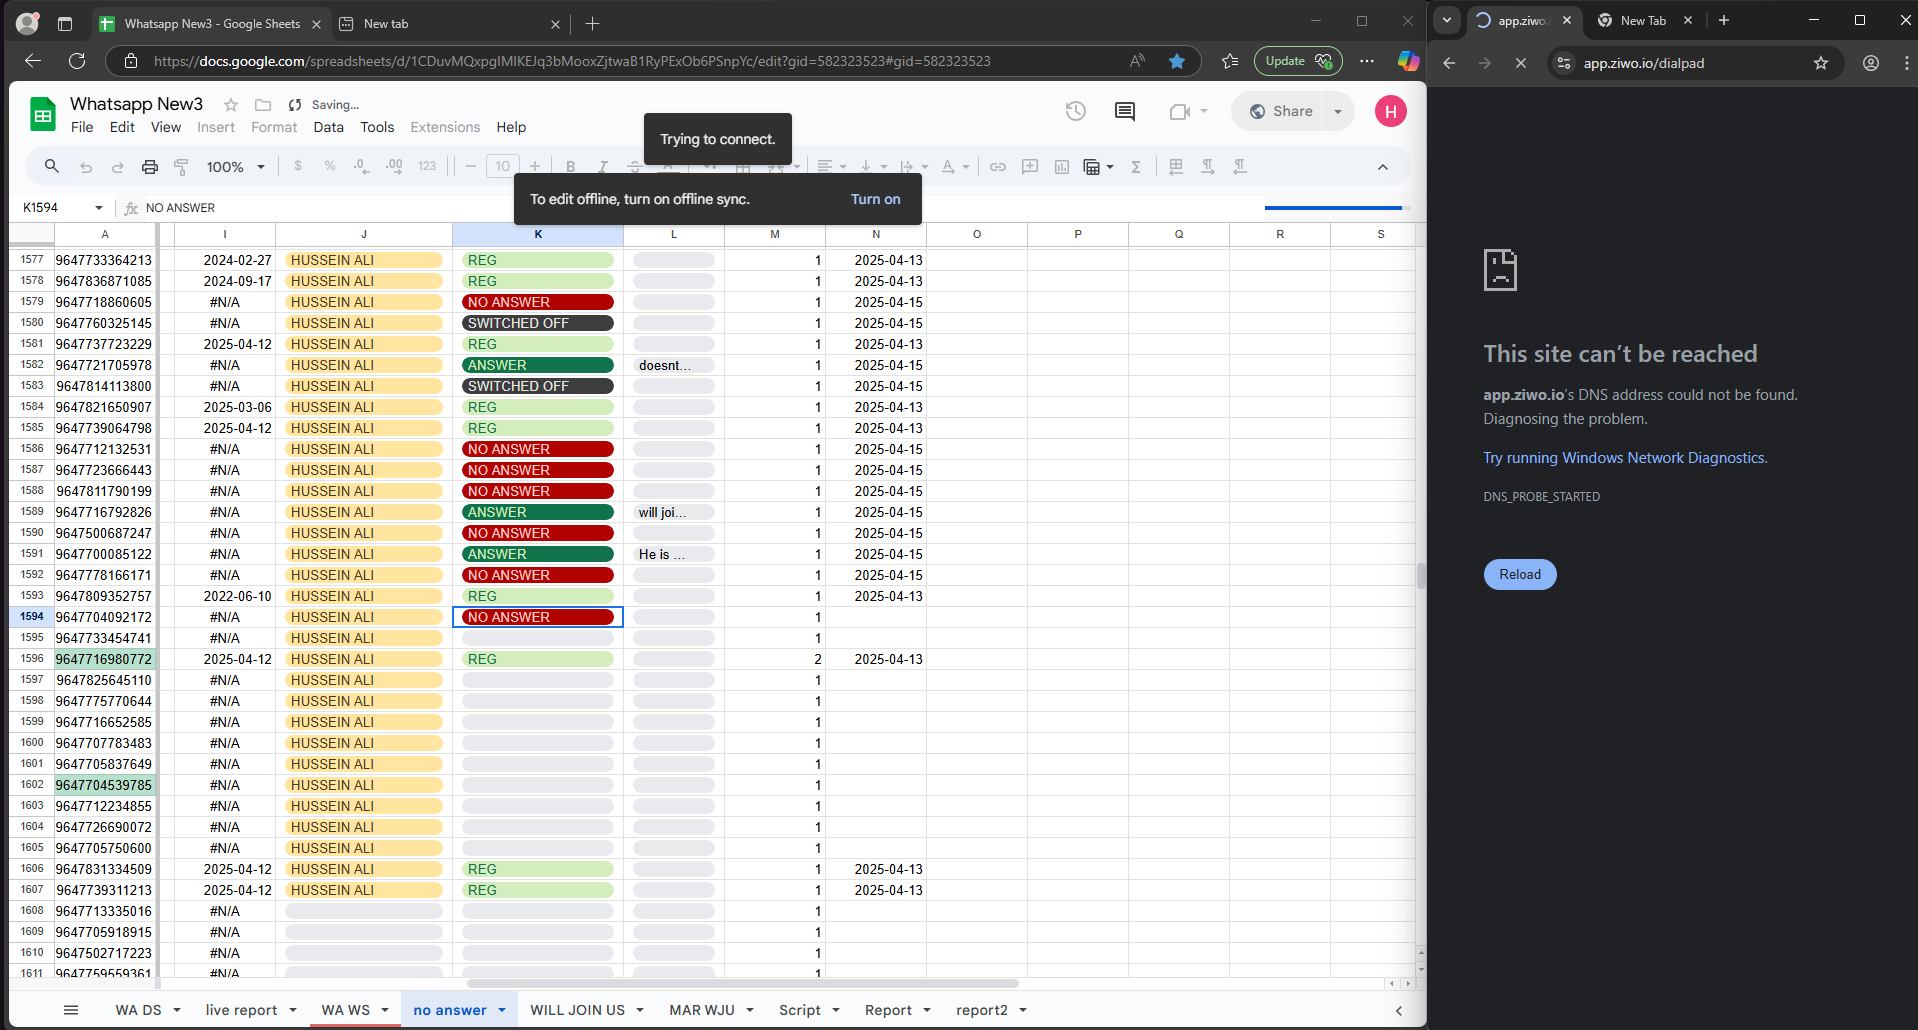 Whatsapp New3 - Google Sheets
New tab
app.ziwo.
New Tab
https://docs.google.com/spreadsheets/d/1CDuvMQxpgIMIKEJq3bMooxZjtwaB1RyPExOb6PSnpYc/edit?gid=582323523#gid=582323523
Update
app.ziwo.io/dialpad
Whatsapp New3
Saving...
File Edit View Insert Format Data Tools Extensions Help
Trying to connect.
Share
H
100% $ % .0 .00 123 10 B I
To edit offline, turn on offline sync. Turn on
K1594 fx NO ANSWER
A I J K L M N O P Q R S
1577 9647733364213 2024-02-27 HUSSEIN ALI REG 1 2025-04-13
1578 9647836871085 2024-09-17 HUSSEIN ALI REG 1 2025-04-13
1579 9647718860605 #N/A HUSSEIN ALI NO ANSWER 1 2025-04-15
1580 9647760325145 #N/A HUSSEIN ALI SWITCHED OFF 1 2025-04-15
1581 9647737723229 2025-04-12 HUSSEIN ALI REG 1 2025-04-13
1582 9647721705978 #N/A HUSSEIN ALI ANSWER doesnt... 1 2025-04-15
1583 9647814113800 #N/A HUSSEIN ALI SWITCHED OFF 1 2025-04-15
1584 9647821650907 2025-03-06 HUSSEIN ALI REG 1 2025-04-13
1585 9647739064798 2025-04-12 HUSSEIN ALI REG 1 2025-04-13
1586 9647712132531 #N/A HUSSEIN ALI NO ANSWER 1 2025-04-15
1587 9647723666443 #N/A HUSSEIN ALI NO ANSWER 1 2025-04-15
1588 9647811790199 #N/A HUSSEIN ALI NO ANSWER 1 2025-04-15
1589 9647716792826 #N/A HUSSEIN ALI ANSWER will joi... 1 2025-04-15
1590 9647500687247 #N/A HUSSEIN ALI NO ANSWER 1 2025-04-15
1591 9647700085122 #N/A HUSSEIN ALI ANSWER He is ... 1 2025-04-15
1592 9647778166171 #N/A HUSSEIN ALI NO ANSWER 1 2025-04-15
1593 9647809352757 2022-06-10 HUSSEIN ALI REG 1 2025-04-13
1594 9647704092172 #N/A HUSSEIN ALI NO ANSWER 1
1595 9647733454741 #N/A HUSSEIN ALI 1
1596 9647716980772 2025-04-12 HUSSEIN ALI REG 2 2025-04-13
1597 9647825645110 #N/A HUSSEIN ALI 1
1598 9647775770644 #N/A HUSSEIN ALI 1
1599 9647716652585 #N/A HUSSEIN ALI 1
1600 9647707783483 #N/A HUSSEIN ALI 1
1601 9647705837649 #N/A HUSSEIN ALI 1
1602 9647704539785 #N/A HUSSEIN ALI 1
1603 9647712234855 #N/A HUSSEIN ALI 1
1604 9647726690072 #N/A HUSSEIN ALI 1
1605 9647705750600 #N/A HUSSEIN ALI 1
1606 9647831334509 2025-04-12 HUSSEIN ALI REG 1 2025-04-13
1607 9647739311213 2025-04-12 HUSSEIN ALI REG 1 2025-04-13
1608 9647713335016 #N/A 1
1609 9647705918915 #N/A 1
1610 9647502717223 #N/A 1
1611 9647759559361 #N/A 1
WA DS live report WA WS no answer WILL JOIN US MAR WJU Script Report report2
This site can't be reached
app.ziwo.io's DNS address could not be found.
Diagnosing the problem.
Try running Windows Network Diagnostics.
DNS_PROBE_STARTED
Reload